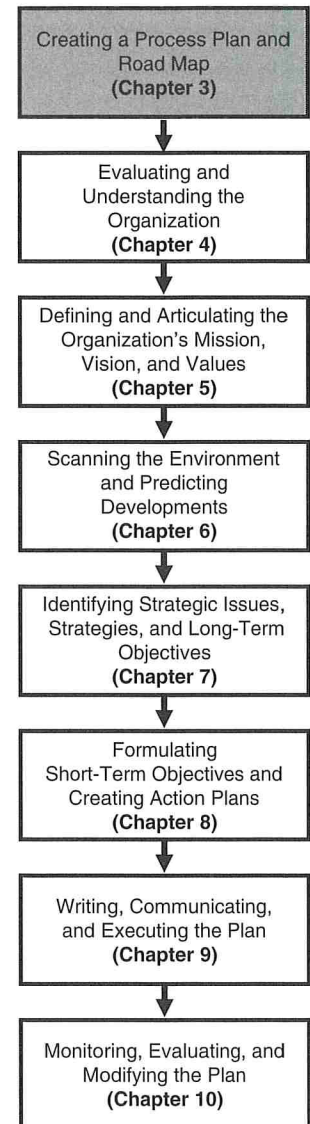 Creating a Process Plan and
Road Map
(Chapter 3)
Evaluating and
Understanding the
Organization
(Chapter 4)
Defining and Articulating the
Organization's Mission,
Vision, and Values
(Chapter 5)
Scanning the Environment
and Predicting
Developments
(Chapter 6)
Identifying Strategic Issues,
Strategies, and Long-Term
Objectives
(Chapter 7)
Formulating
Short-Term Objectives and
Creating Action Plans
(Chapter 8)
Writing, Communicating,
and Executing the Plan
(Chapter 9)
Monitoring, Evaluating, and
Modifying the Plan
(Chapter 10)